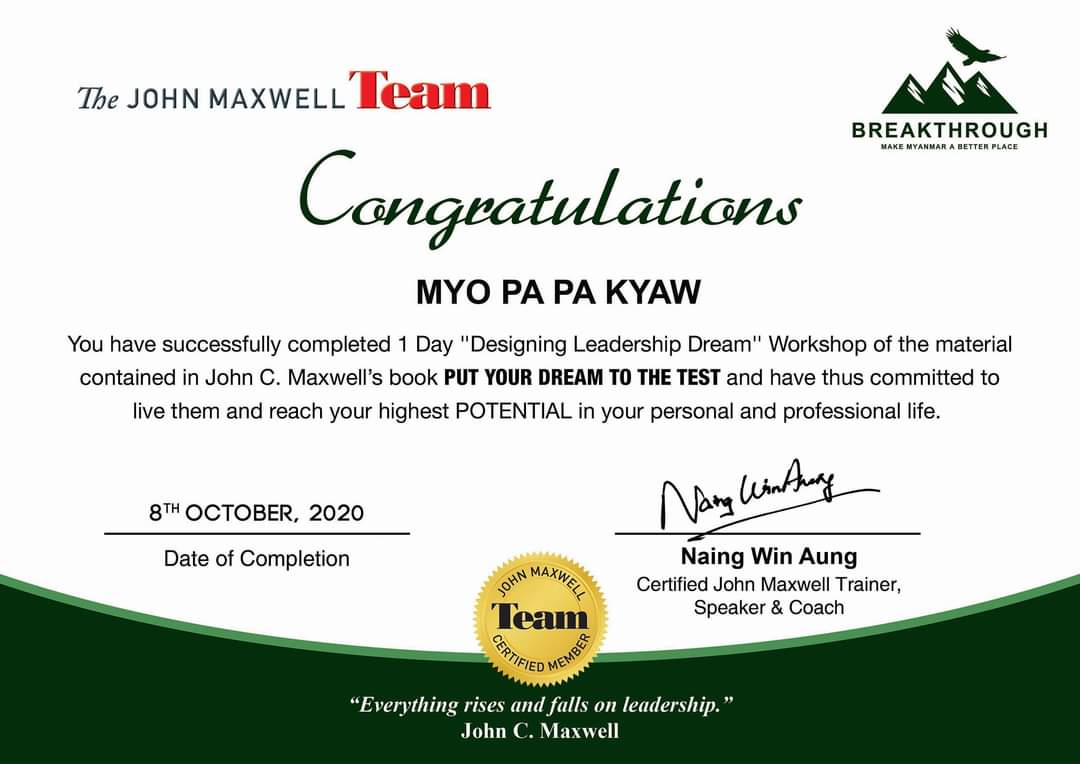 The JOHN MAXWELL Team
BREAKTHROUGH
MAKE MYANMAR A BETTER PLACE
Congratulations
MYO PA PA KYAW
You have successfully completed 1 Day "Designing Leadership Dream" Workshop of the material
contained in John C. Maxwell's book PUT YOUR DREAM TO THE TEST and have thus committed to
live them and reach your highest POTENTIAL in your personal and professional life.
8TH OCTOBER, 2020
Date of Completion
Naing Win Aung
Naing Win Aung
Certified John Maxwell Trainer,
Speaker & Coach
JOHN MAXWELL
Team
CERTIFIED MEMBER
“Everything rises and falls on leadership.”
John C. Maxwell